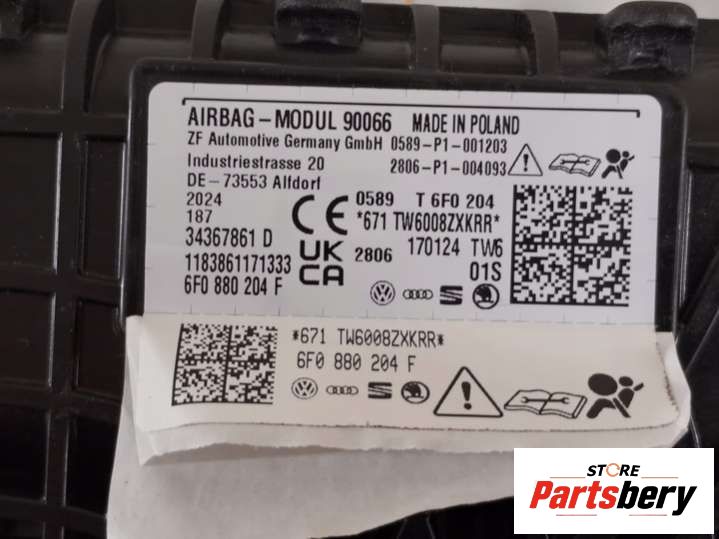 AIRBAG-MODUL 90066 MADE IN POLAND
ZF Automotive Germany GmbH 0589-P1-001203
Industriestrasse 20 2806-P1-004093
DE-73553 Alfdorf
2024 CE 0589 T 6F0 204
187 *671 TW6008ZXKRR*
34367861 D UK CA 2806 170124 TW6
1183861171333 01S
6F0 880 204 F
*671 TW6008ZXKRR*
6F0 880 204 F
STORE
Partsbery